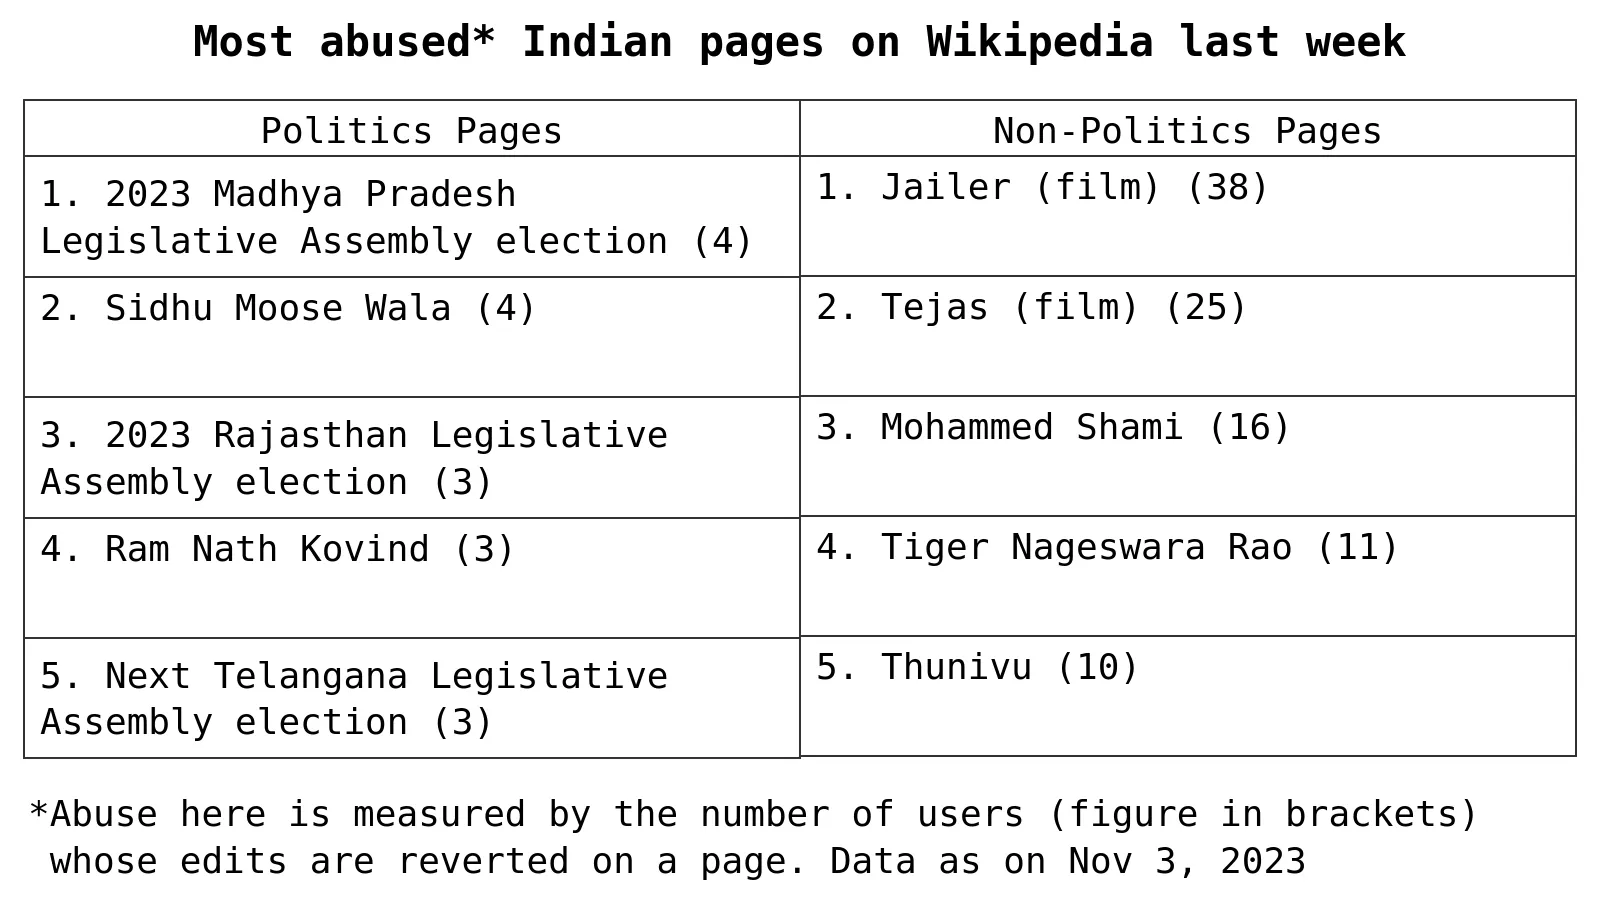 Most abused* Indian pages on Wikipedia last week
Politics Pages
Non-Politics Pages
1. 2023 Madhya Pradesh
Legislative Assembly election (4)
1. Jailer (film) (38)
2. Sidhu Moose Wala (4)
2. Tejas (film) (25)
3. 2023 Rajasthan Legislative
Assembly election (3)
3. Mohammed Shami (16)
4. Ram Nath Kovind (3)
4. Tiger Nageswara Rao (11)
5. Next Telangana Legislative
Assembly election (3)
5. Thunivu (10)
*Abuse here is measured by the number of users (figure in brackets)
whose edits are reverted on a page. Data as on Nov 3, 2023